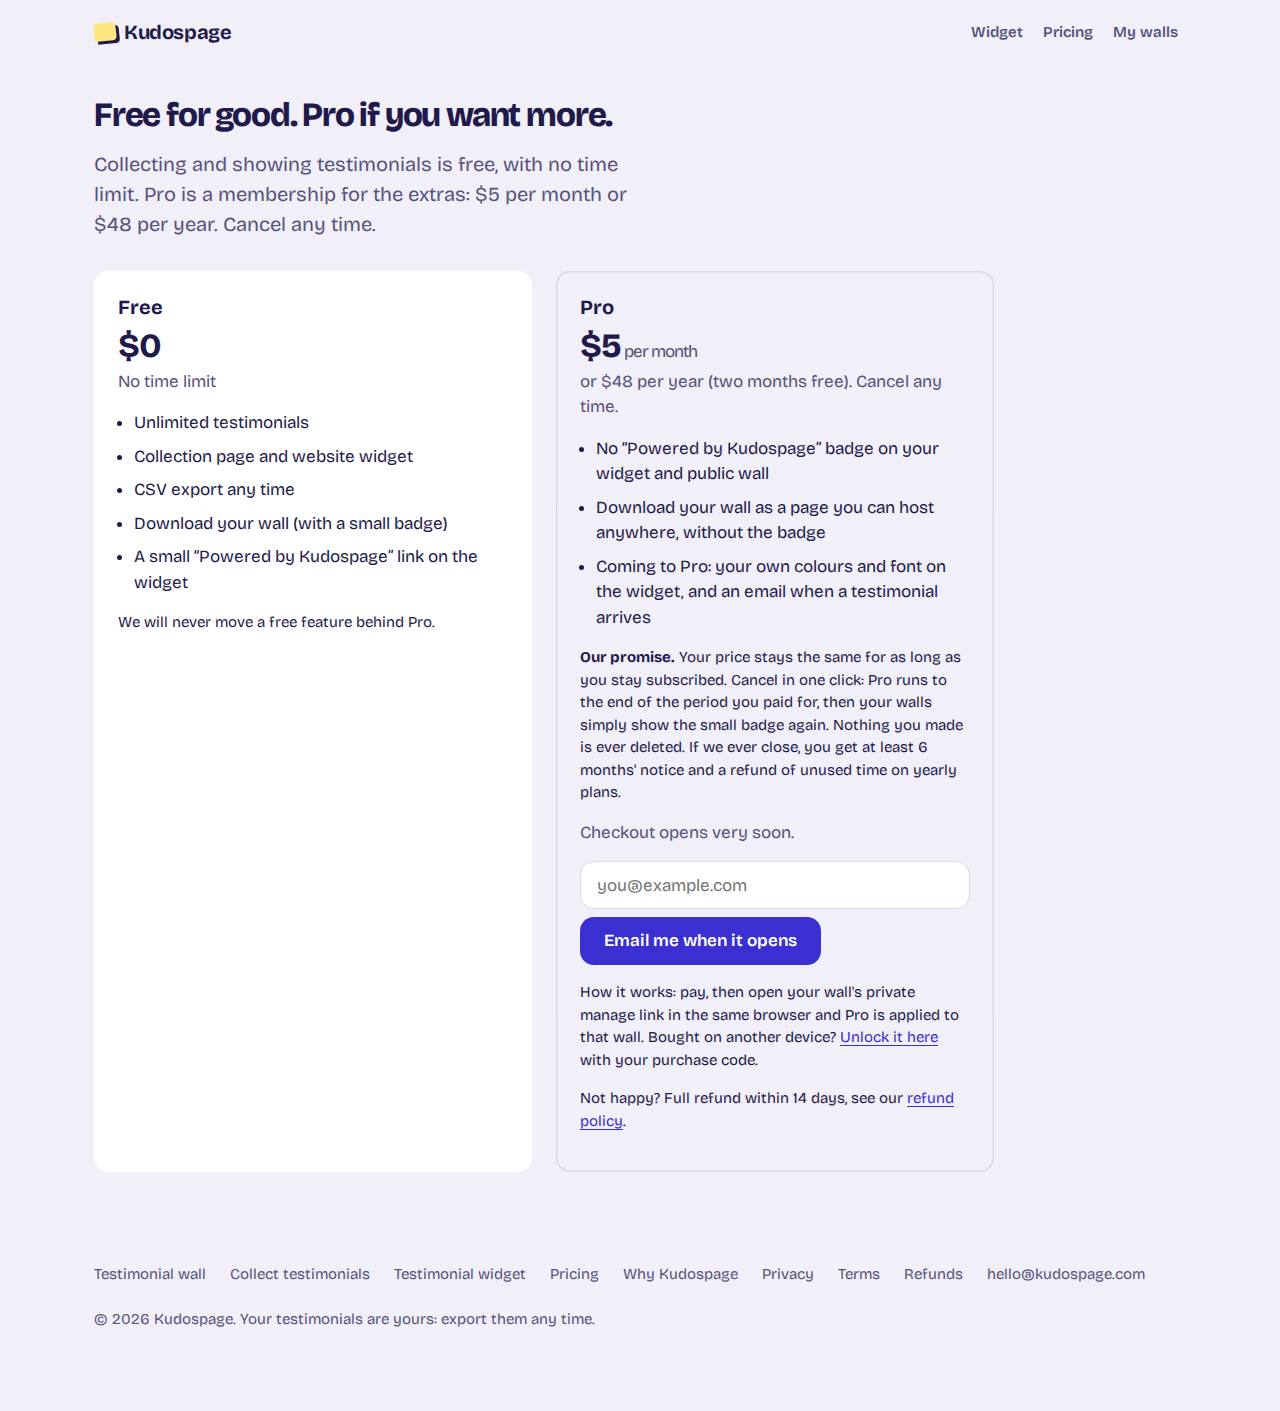 Kudospage
Widget Pricing My walls
Free for good. Pro if you want more.
Collecting and showing testimonials is free, with no time
limit. Pro is a membership for the extras: $5 per month or
$48 per year. Cancel any time.
Free
$0
No time limit
• Unlimited testimonials
• Collection page and website widget
• CSV export any time
• Download your wall (with a small badge)
• A small “Powered by Kudospage” link on the
widget
We will never move a free feature behind Pro.
Pro
$5 per month
or $48 per year (two months free). Cancel any
time.
• No “Powered by Kudospage” badge on your
widget and public wall
• Download your wall as a page you can host
anywhere, without the badge
• Coming to Pro: your own colours and font on
the widget, and an email when a testimonial
arrives
Our promise. Your price stays the same for as long as
you stay subscribed. Cancel in one click: Pro runs to
the end of the period you paid for, then your walls
simply show the small badge again. Nothing you made
is ever deleted. If we ever close, you get at least 6
months' notice and a refund of unused time on yearly
plans.
Checkout opens very soon.
you@example.com
Email me when it opens
How it works: pay, then open your wall's private
manage link in the same browser and Pro is applied to
that wall. Bought on another device? Unlock it here
with your purchase code.
Not happy? Full refund within 14 days, see our refund
policy.
Testimonial wall Collect testimonials Testimonial widget Pricing Why Kudospage Privacy Terms Refunds hello@kudospage.com
© 2026 Kudospage. Your testimonials are yours: export them any time.